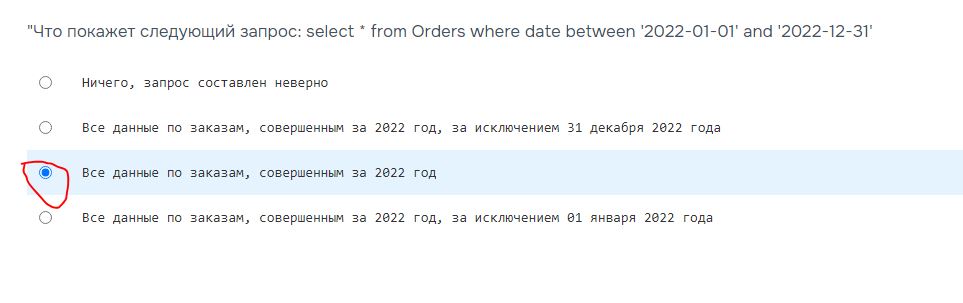 "Что покажет следующий запрос: select * from Orders where date between '2022-01-01' and '2022-12-31'
Ничего, запрос составлен неверно
Все данные по заказам, совершенным за 2022 год, за исключением 31 декабря 2022 года
Все данные по заказам, совершенным за 2022 год
Все данные по заказам, совершенным за 2022 год, за исключением 01 января 2022 года